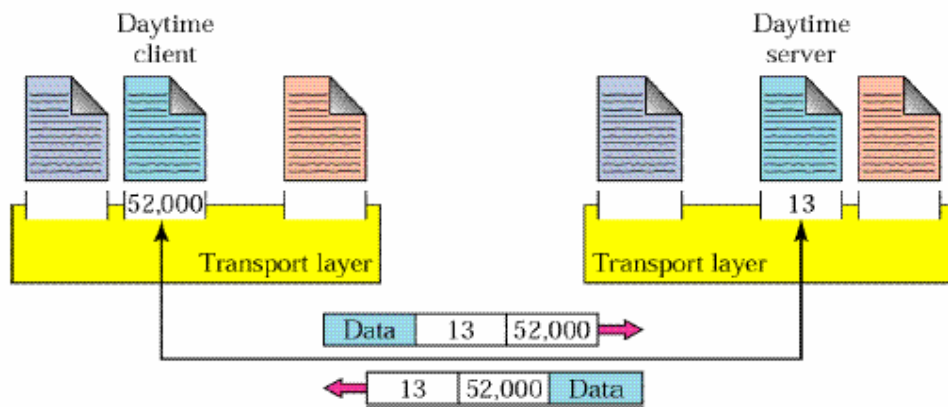 Daytime
client
Daytime
server
52,000
13
Transport layer
Transport layer
Data 13 52,000
13 52,000 Data